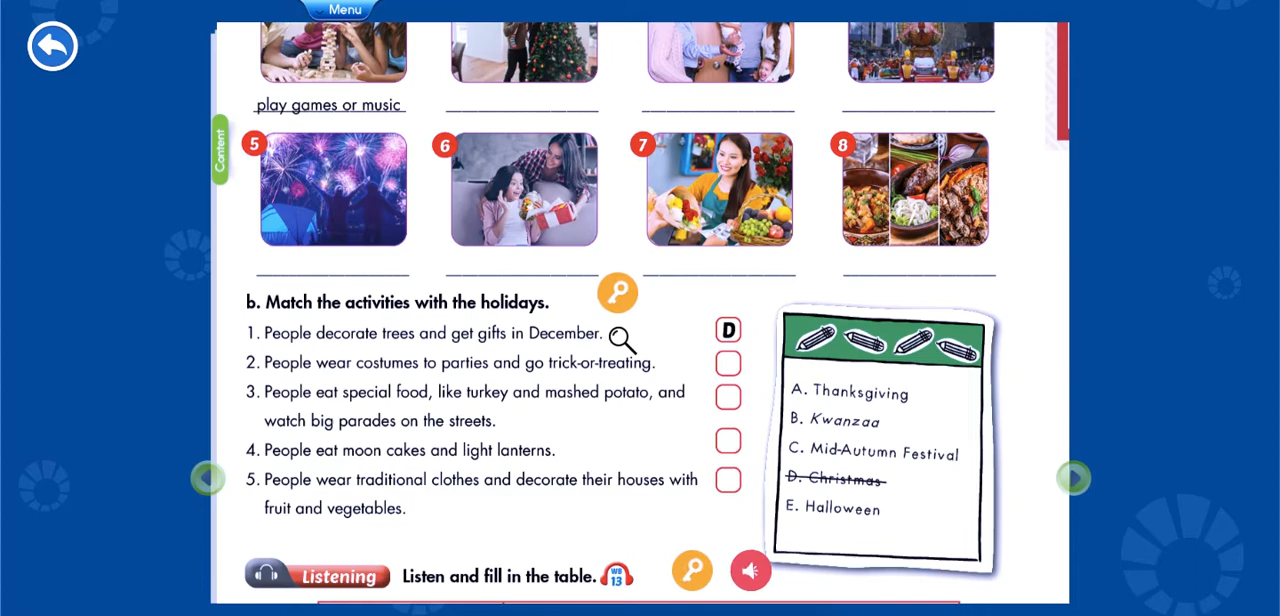 Menu
Content
play games or music
5
6
7
8
b. Match the activities with the holidays.
1. People decorate trees and get gifts in December.
D
2. People wear costumes to parties and go trick-or-treating.
3. People eat special food, like turkey and mashed potato, and
watch big parades on the streets.
4. People eat moon cakes and light lanterns.
5. People wear traditional clothes and decorate their houses with
fruit and vegetables.
A. Thanksgiving
B. Kwanzaa
C. Mid-Autumn Festival
D. Christmas
E. Halloween
Listening
Listen and fill in the table.
WB
13